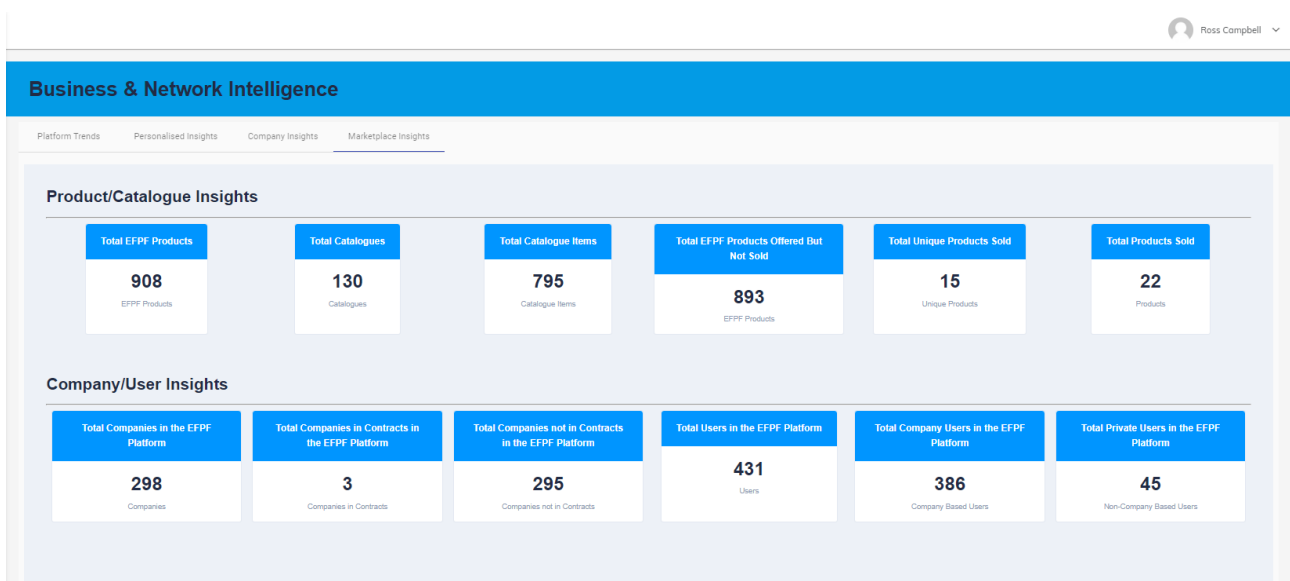 Ross Campbell
Business & Network Intelligence
Platform Trends Personalised Insights Company Insights Marketplace Insights
Product/Catalogue Insights
Total EFPF Products
908
EFPF Products
Total Catalogues
130
Catalogues
Total Catalogue Items
795
Catalogue Items
Total EFPF Products Offered But
Not Sold
893
EFPF Products
Total Unique Products Sold
15
Unique Products
Total Products Sold
22
Products
Company/User Insights
Total Companies in the EFPF
Platform
298
Companies
Total Companies in Contracts in
the EFPF Platform
3
Companies in Contracts
Total Companies not in Contracts
in the EFPF Platform
295
Companies not in Contracts
Total Users in the EFPF Platform
431
Users
Total Company Users in the EFPF
Platform
386
Company Based Users
Total Private Users in the EFPF
Platform
45
Non-Company Based Users